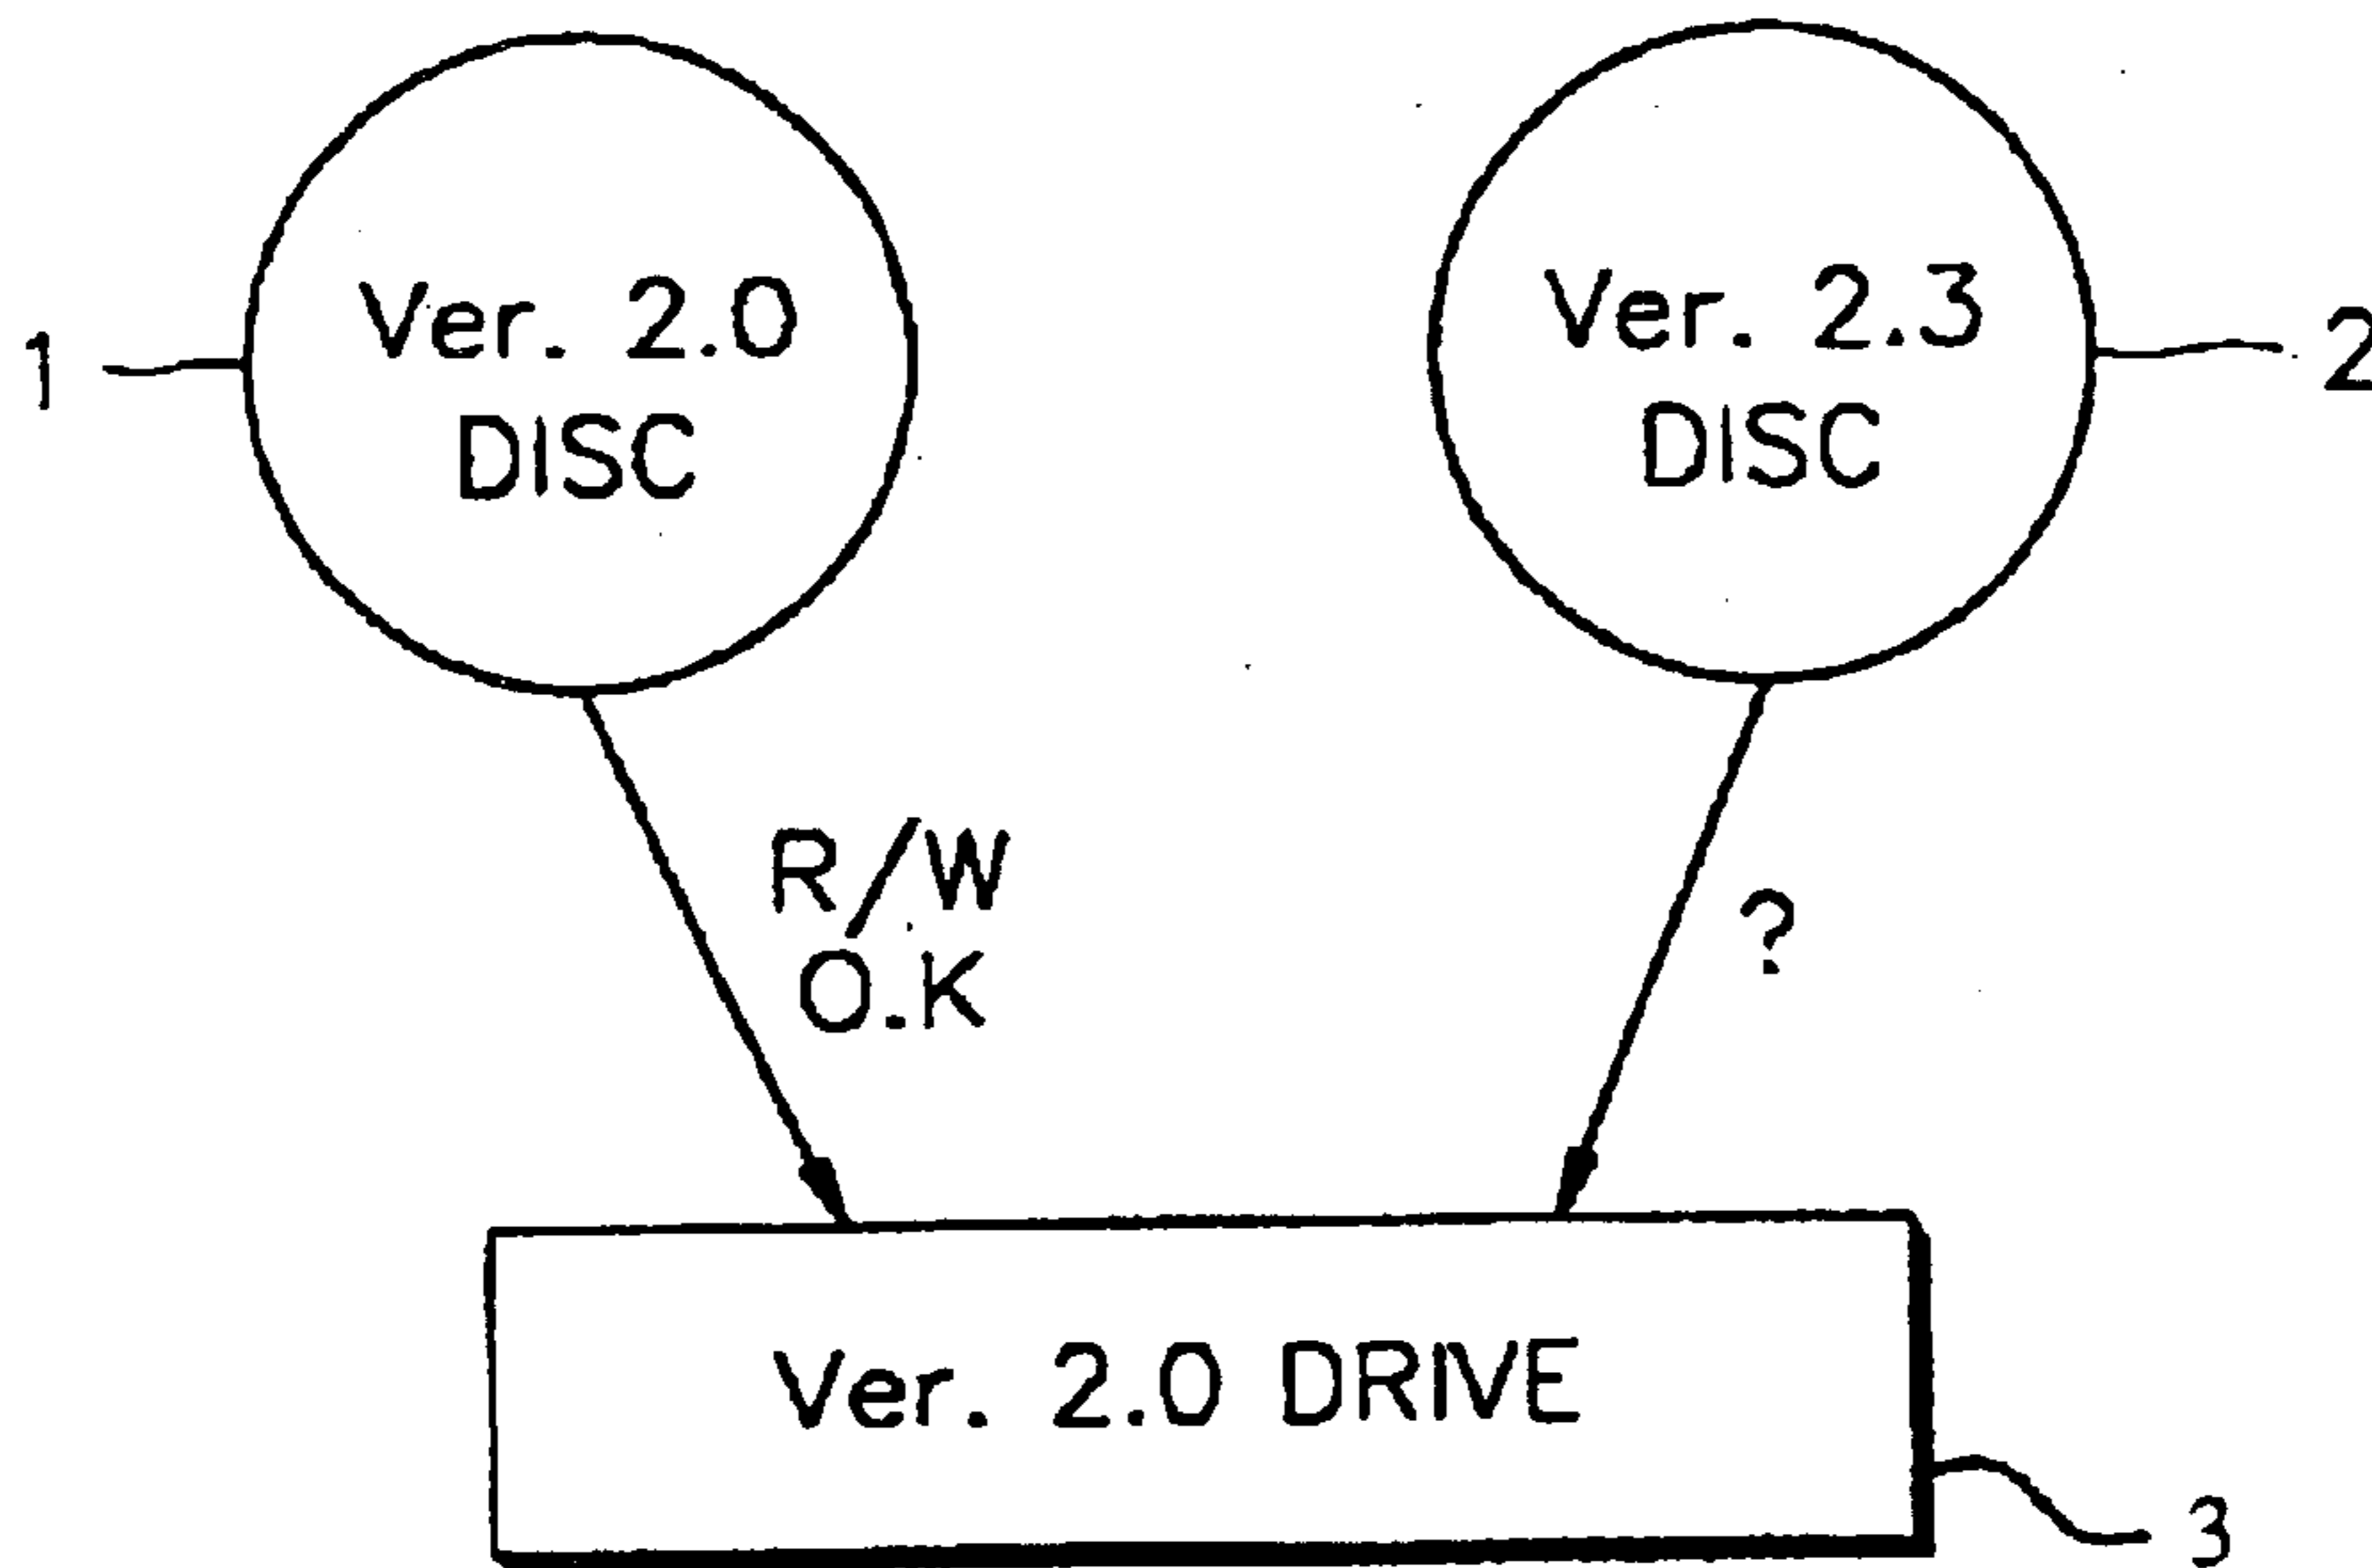 Ver. 2.0
DISC
1
Ver. 2.3
DISC
2
R/W
O.K
?
Ver. 2.0 DRIVE
3